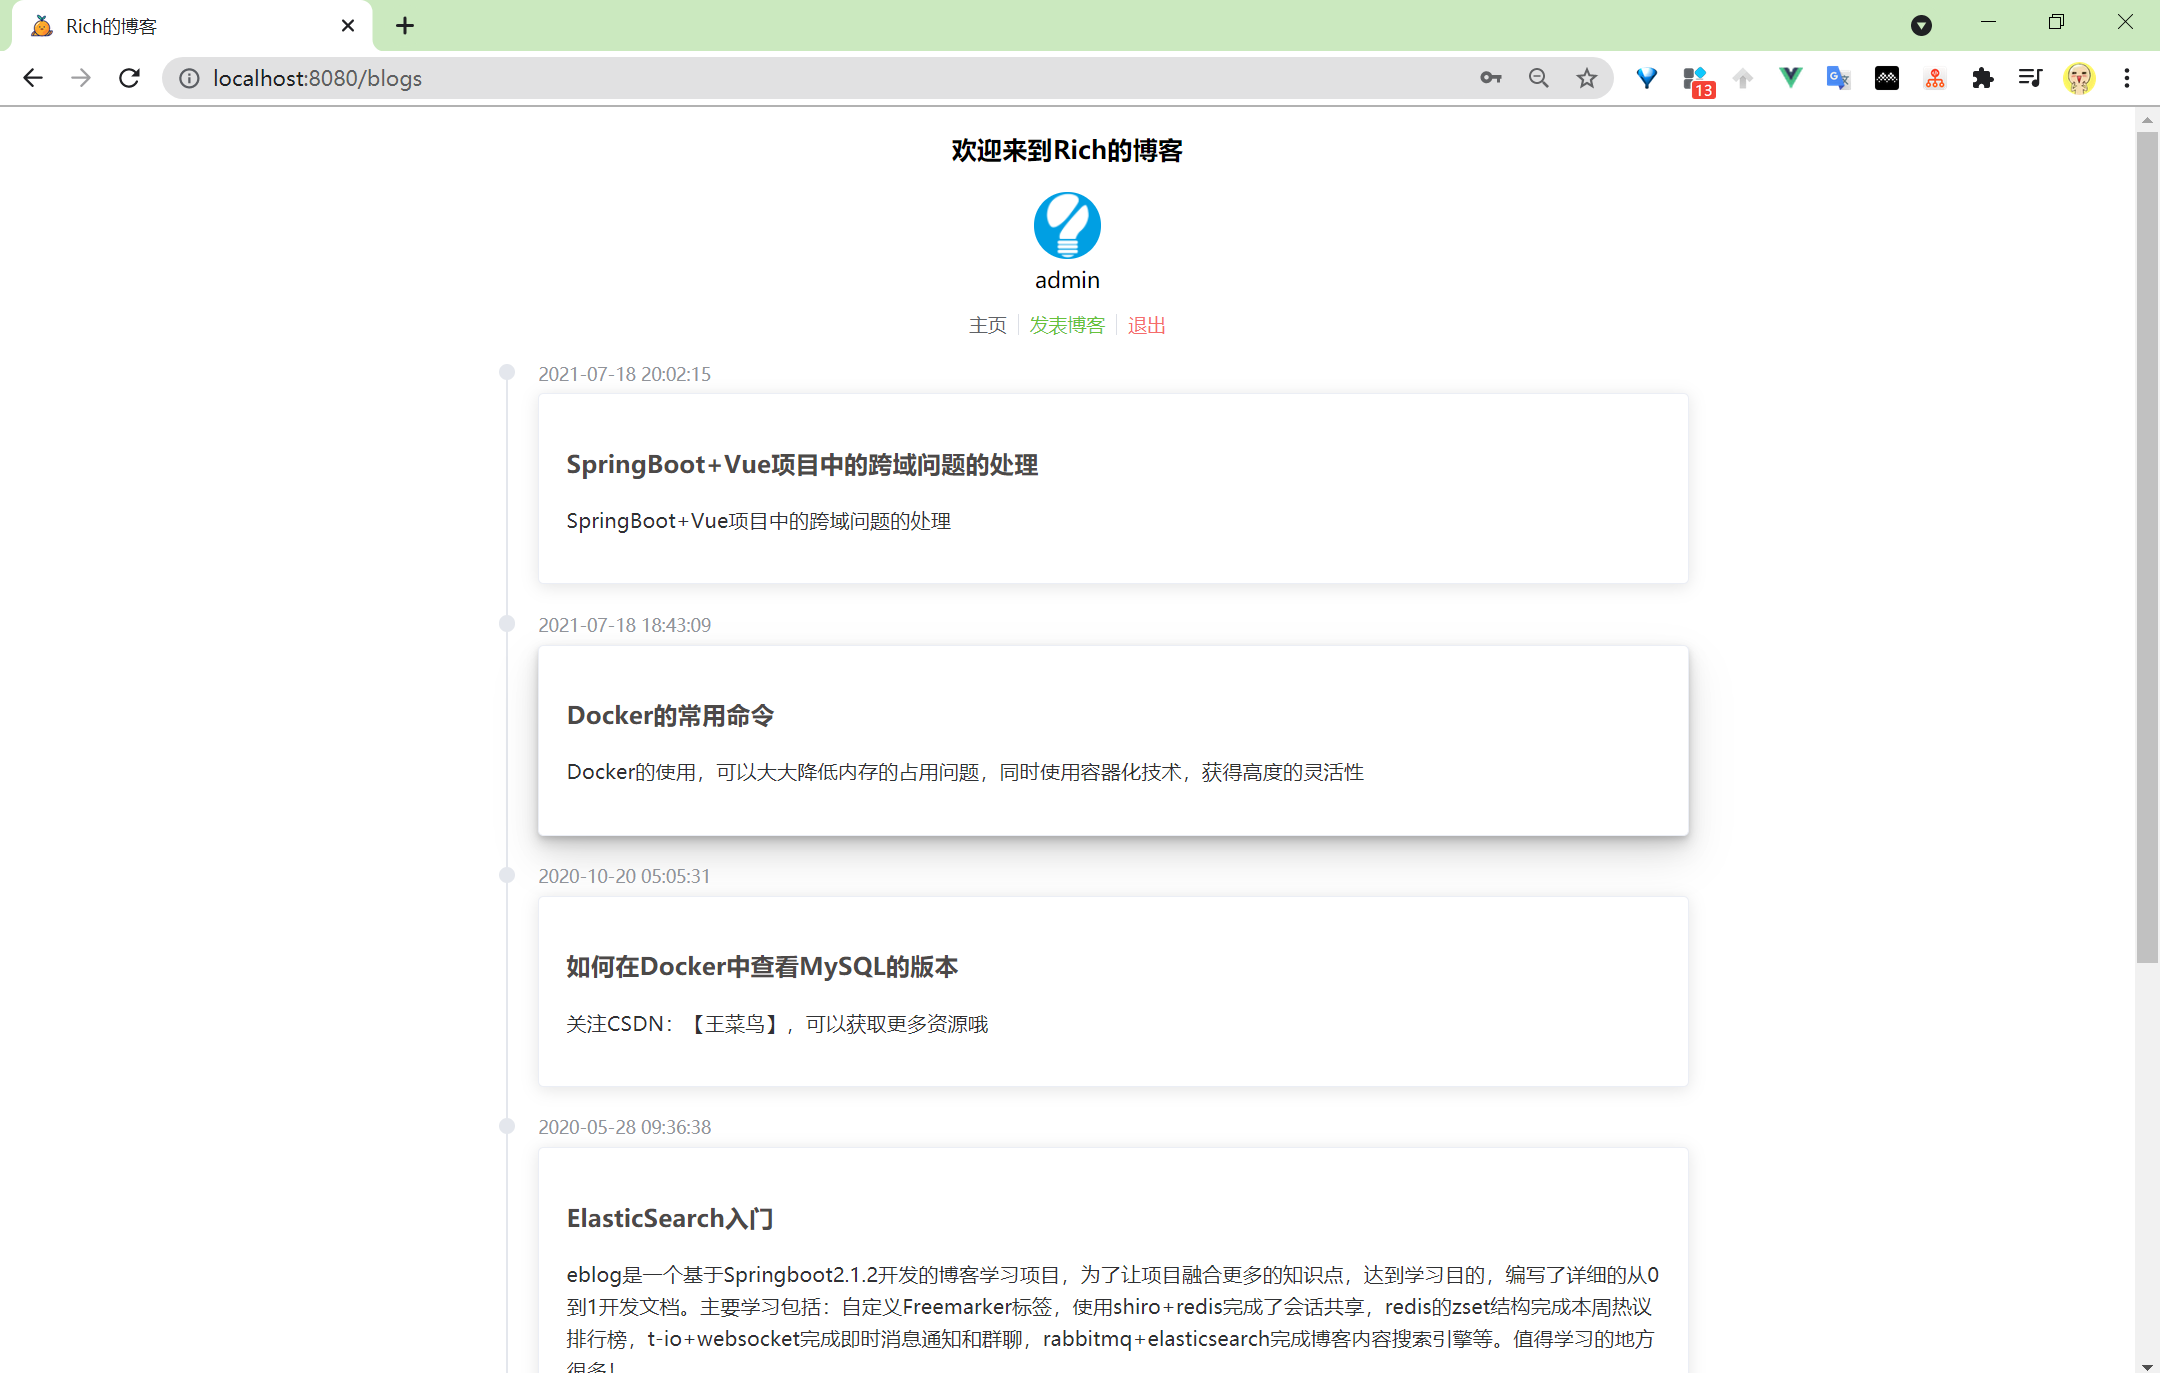 Rich的博客
localhost:8080/blogs
13
欢迎来到Rich的博客
admin
主页 发表博客 退出
2021-07-18 20:02:15
SpringBoot+Vue项目中的跨域问题的处理
SpringBoot+Vue项目中的跨域问题的处理
2021-07-18 18:43:09
Docker的常用命令
Docker的使用，可以大大降低内存的占用问题，同时使用容器化技术，获得高度的灵活性
2020-10-20 05:05:31
如何在Docker中查看MySQL的版本
关注CSDN：【王菜鸟】，可以获取更多资源哦
2020-05-28 09:36:38
ElasticSearch入门
eblog是一个基于Springboot2.1.2开发的博客学习项目，为了让项目融合更多的知识点，达到学习目的，编写了详细的从0
到1开发文档。主要学习包括：自定义Freemarker标签，使用shiro+redis完成了会话共享，redis的zset结构完成本周热议
排行榜，t-io+websocket完成即时消息通知和群聊，rabbitmq+elasticsearch完成博客内容搜索引擎等。值得学习的地方
很多！